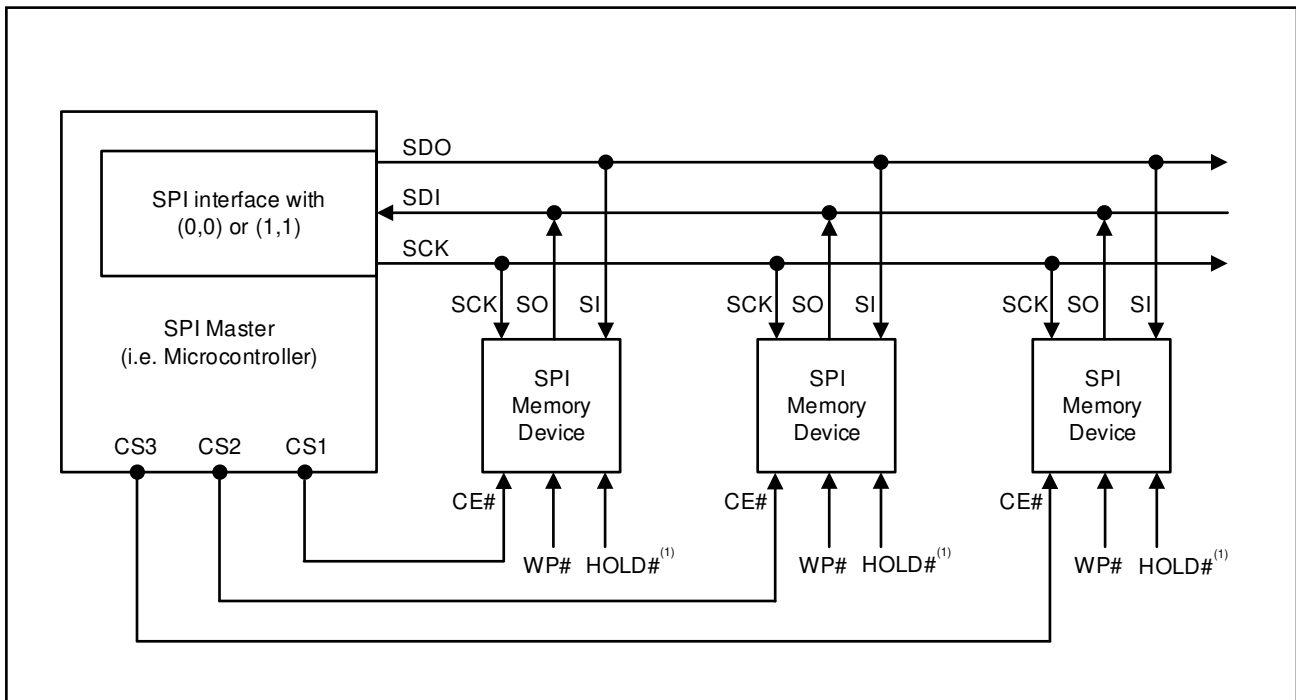 SDO
SDI
SCK
SPI interface with
(0,0) or (1,1)
SPI Master
(i.e. Microcontroller)
CS3 CS2 CS1
SCK SO SI
SPI
Memory
Device
CE#
WP# HOLD#(1)
SCK SO SI
SPI
Memory
Device
CE#
WP# HOLD#(1)
SCK SO SI
SPI
Memory
Device
CE#
WP# HOLD#(1)